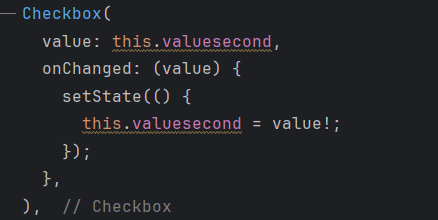 Checkbox(
  value: this.valuesecond,
  onChanged: (value) {
    setState(() {
      this.valuesecond = value!;
    });
  },
),  // Checkbox